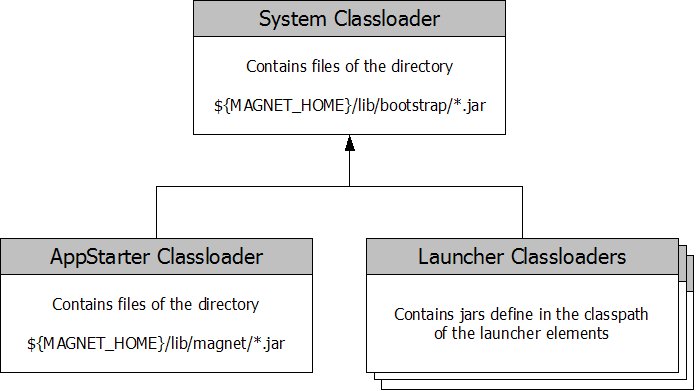 System Classloader
Contains files of the directory
${MAGNET_HOME}/lib/bootstrap/*.jar
AppStarter Classloader
Contains files of the directory
${MAGNET_HOME}/lib/magnet/*.jar
Launcher Classloaders
Contains jars define in the classpath
of the launcher elements